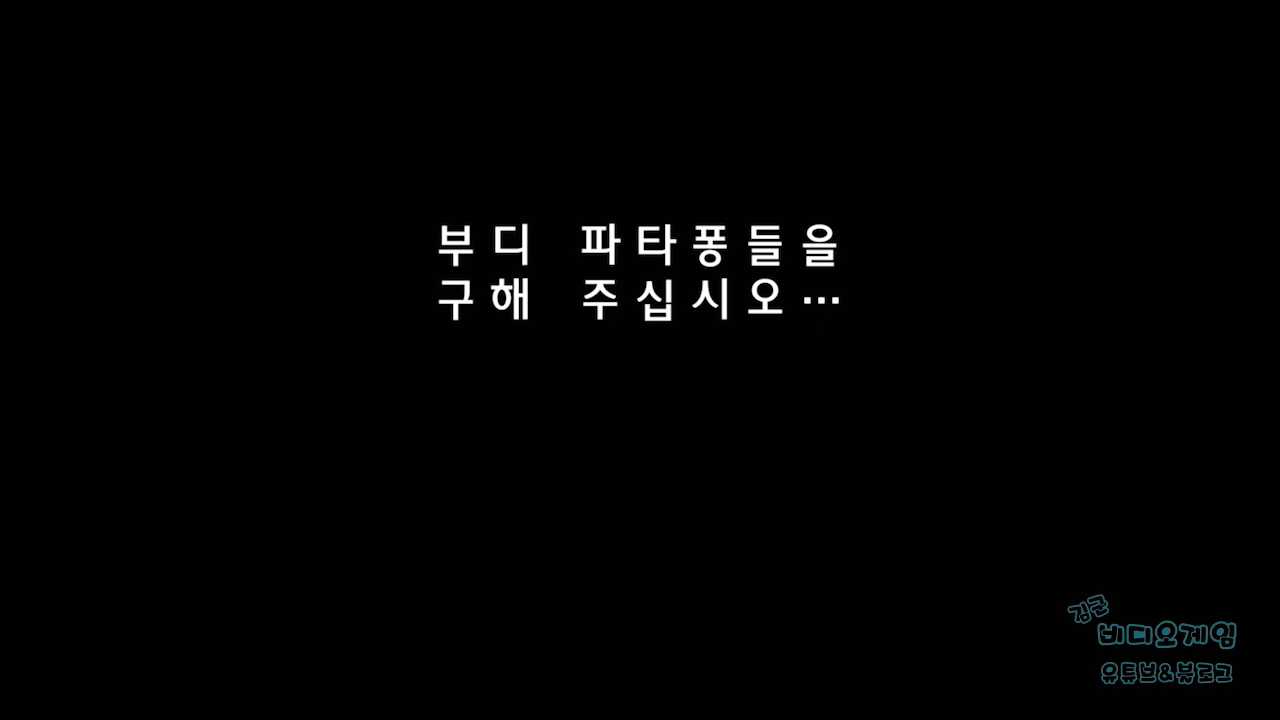 부디 파타퐁들을
구해 주십시오…
김군
비디오게임
유튜브&블로그